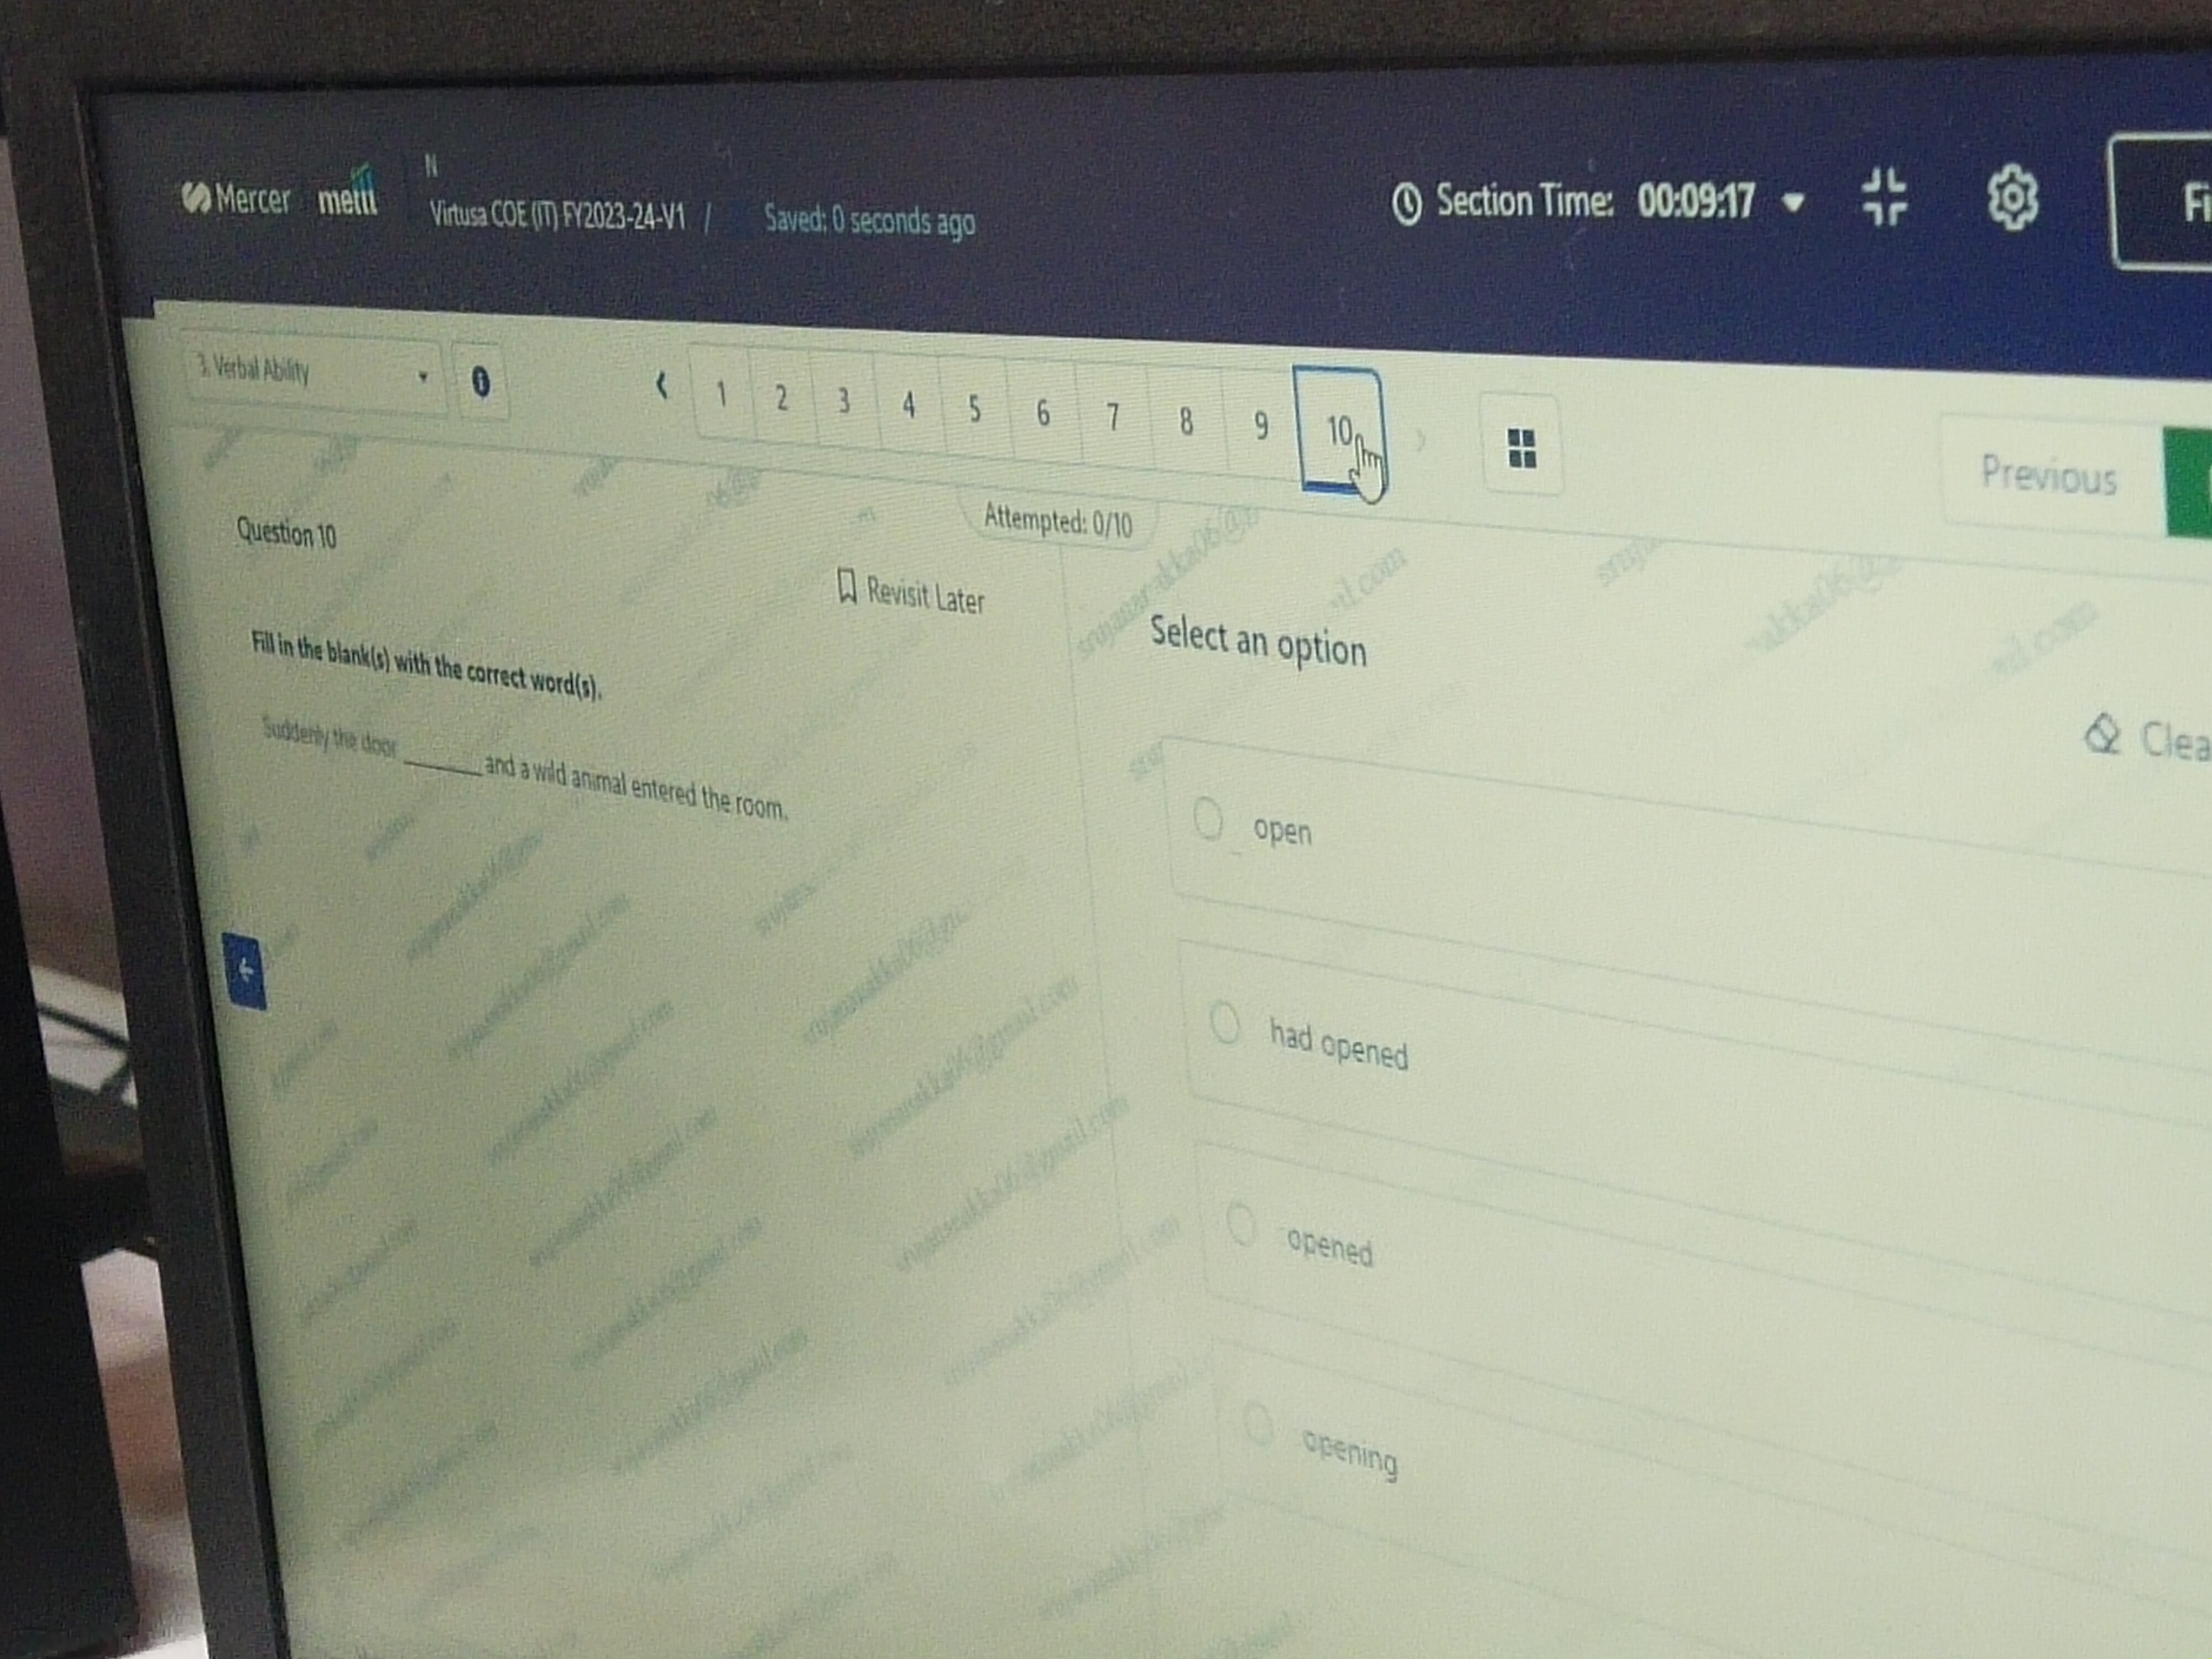 Mercer mettl
N
Virtusa COE (IT) FY2023-24-V1 / Saved: 0 seconds ago
Section Time: 00:09:17
3. Verbal Ability
1 2 3 4 5 6 7 8 9 10
Previous
Attempted: 0/10
Question 10
Revisit Later
Fill in the blank(s) with the correct word(s).
Suddenly the door ______ and a wild animal entered the room.
Select an option
open
had opened
opened
opening